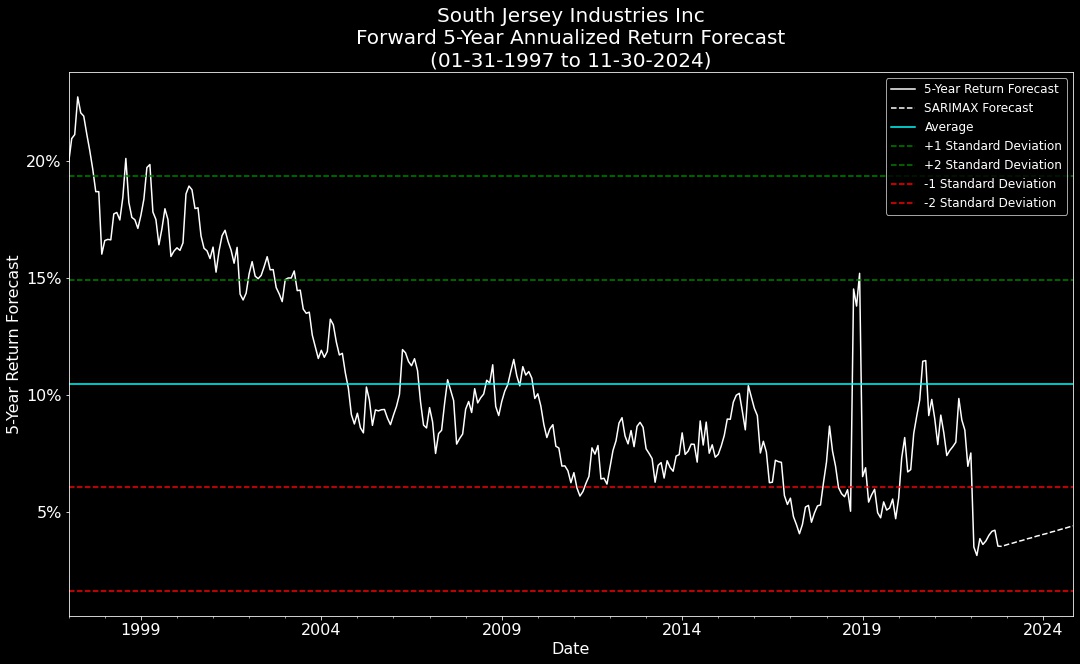 South Jersey Industries Inc
Forward 5-Year Annualized Return Forecast
(01-31-1997 to 11-30-2024)
5-Year Return Forecast
SARIMAX Forecast
Average
+1 Standard Deviation
+2 Standard Deviation
-1 Standard Deviation
-2 Standard Deviation
5-Year Return Forecast
20%
15%
10%
5%
1999
2004
2009
2014
2019
2024
Date